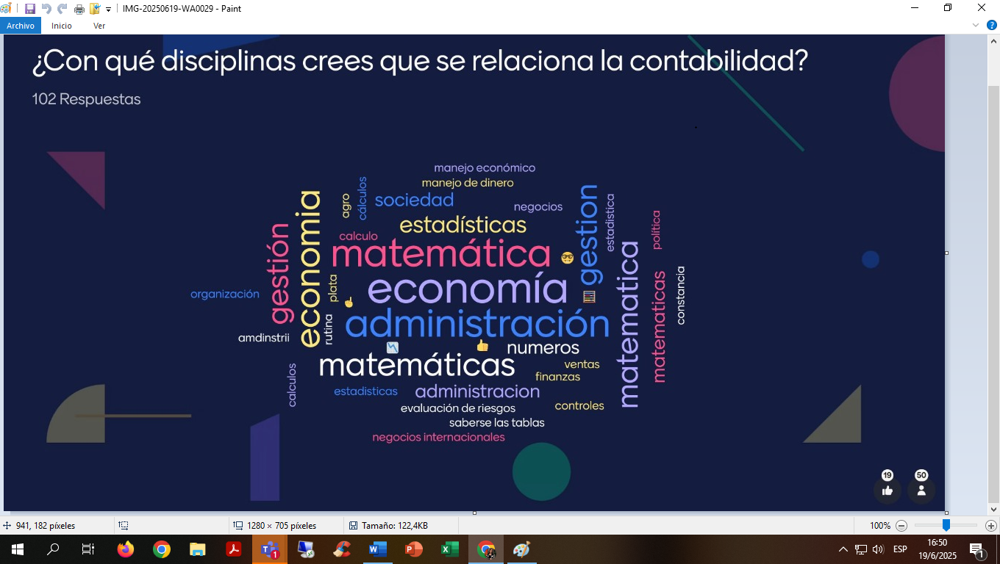 IMG-20250619-WA0029 - Paint
Archivo
Inicio
Ver
¿Con qué disciplinas crees que se relaciona la contabilidad?
102 Respuestas
manejo económico
manejo de dinero
sociedad
negocios
agro
cálculos
estadísticas
calculo
matemática
gestion
estadistica
política
economia
gestión
plata
economía
matematica
matematicas
constancia
organización
administración
rutina
amdinstrii
numeros
matemáticas
ventas
finanzas
calculos
estadisticas
administracion
evaluación de riesgos
controles
saberse las tablas
negocios internacionales
19
50
941, 182 píxeles
1280 × 705 píxeles
Tamaño: 122,4KB
100%
1
ESP
16:50
19/6/2025
1